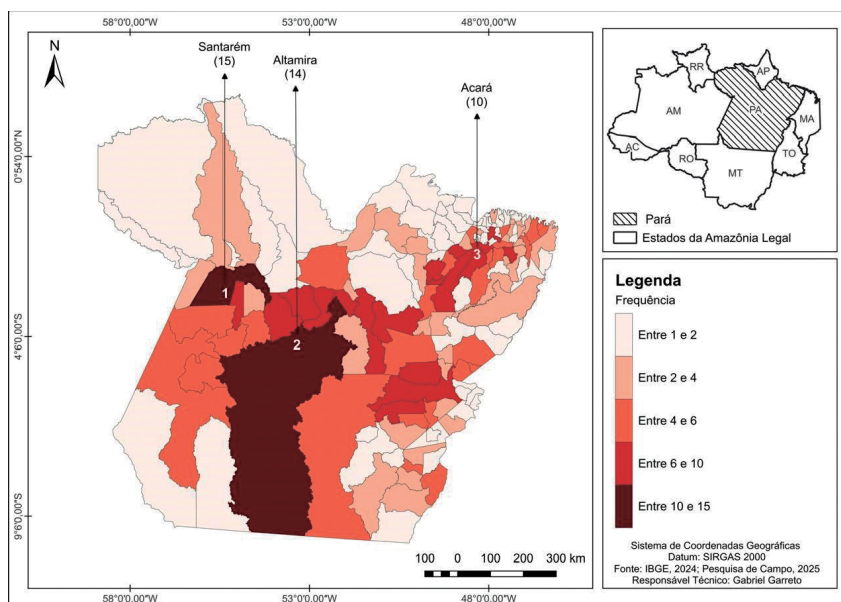 58°0'0,00"W
53°0'0,00"W
48°0'0,00"W
N
Santarém
(15)
Altamira
(14)
Acará
(10)
0°54'0,00"N
4°6'0,00"S
9°6'0,00"S
1
2
3
100 0 100 200 300 km
58°0'0,00"W
53°0'0,00"W
48°0'0,00"W
RR
AP
AM
PA
MA
AC
RO
TO
MT
Pará
Estados da Amazônia Legal
Legenda
Frequência
Entre 1 e 2
Entre 2 e 4
Entre 4 e 6
Entre 6 e 10
Entre 10 e 15
Sistema de Coordenadas Geográficas
Datum: SIRGAS 2000
Fonte: IBGE, 2024; Pesquisa de Campo, 2025
Responsável Técnico: Gabriel Garreto